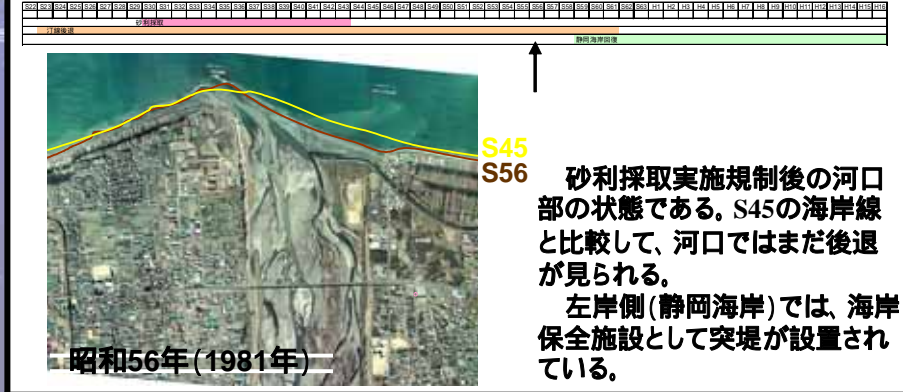 S22 S23 S24 S25 S26 S27 S28 S29 S30 S31 S32 S33 S34 S35 S36 S37 S38 S39 S40 S41 S42 S43 S44 S45 S46 S47 S48 S49 S50 S51 S52 S53 S54 S55 S56 S57 S58 S59 S60 S61 S62 S63 H1 H2 H3 H4 H5 H6 H7 H8 H9 H10 H11 H12 H13 H14 H15 H16
砂利採取
汀線後退
静岡海岸回復
S45
S56
砂利採取実施規制後の河口
部の状態である。S45の海岸線
と比較して、河口ではまだ後退
が見られる。
左岸側(静岡海岸)では、海岸
保全施設として突堤が設置され
ている。
昭和56年(1981年)